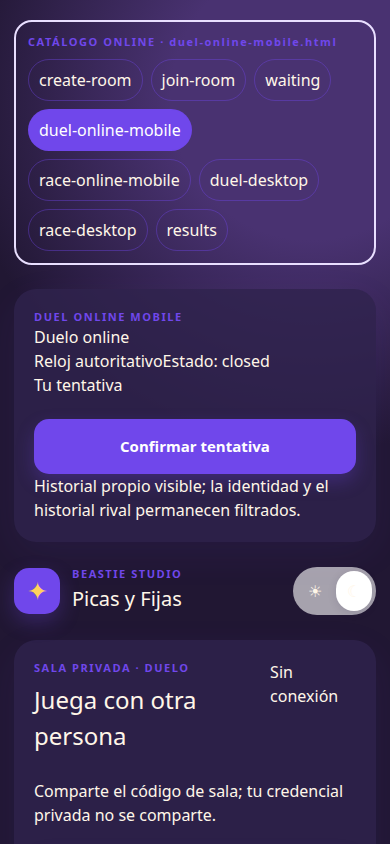 CATÁLOGO ONLINE · duel-online-mobile.html
create-room join-room waiting
duel-online-mobile
race-online-mobile duel-desktop
race-desktop results
DUEL ONLINE MOBILE
Duelo online
Reloj autoritativoEstado: closed
Tu tentativa
Confirmar tentativa
Historial propio visible; la identidad y el
historial rival permanecen filtrados.
BEASTIE STUDIO
Picas y Fijas
SALA PRIVADA · DUELO
Juega con otra
persona
Sin
conexión
Comparte el código de sala; tu credencial
privada no se comparte.